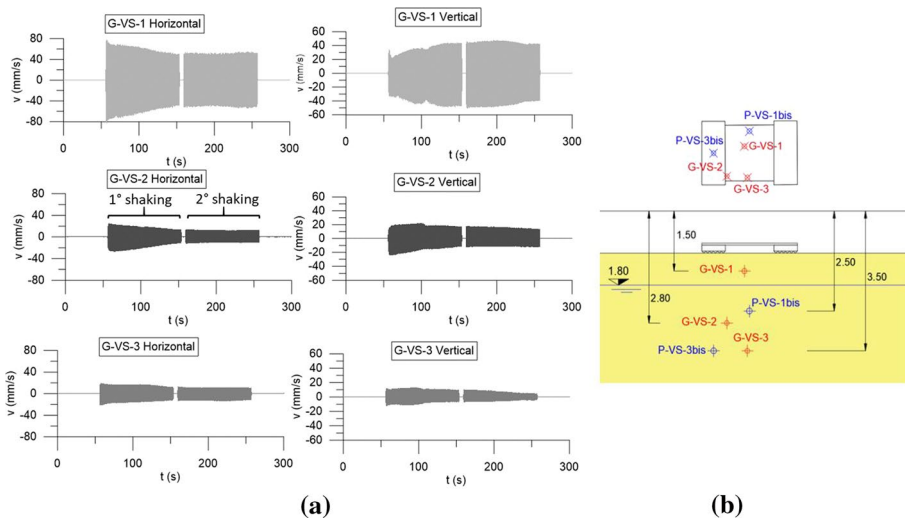 G-VS-1 Horizontal
80
40
0
-40
-80
v (mm/s)
0 100 200 300
t (s)
G-VS-1 Vertical
60
40
20
0
-20
-40
-60
v (mm/s)
0 100 200 300
t (s)
G-VS-2 Horizontal
1° shaking 2° shaking
80
40
0
-40
-80
v (mm/s)
0 100 200 300
t (s)
G-VS-2 Vertical
60
40
20
0
-20
-40
-60
v (mm/s)
0 100 200 300
t (s)
G-VS-3 Horizontal
80
40
0
-40
-80
v (mm/s)
0 100 200 300
t (s)
G-VS-3 Vertical
60
40
20
0
-20
-40
-60
v (mm/s)
0 100 200 300
t (s)
(a)
P-VS-1bis
P-VS-3bis
G-VS-1
G-VS-2
G-VS-3
1.50
2.50
3.50
1.80
2.80
G-VS-1
P-VS-1bis
G-VS-2
G-VS-3
P-VS-3bis
(b)